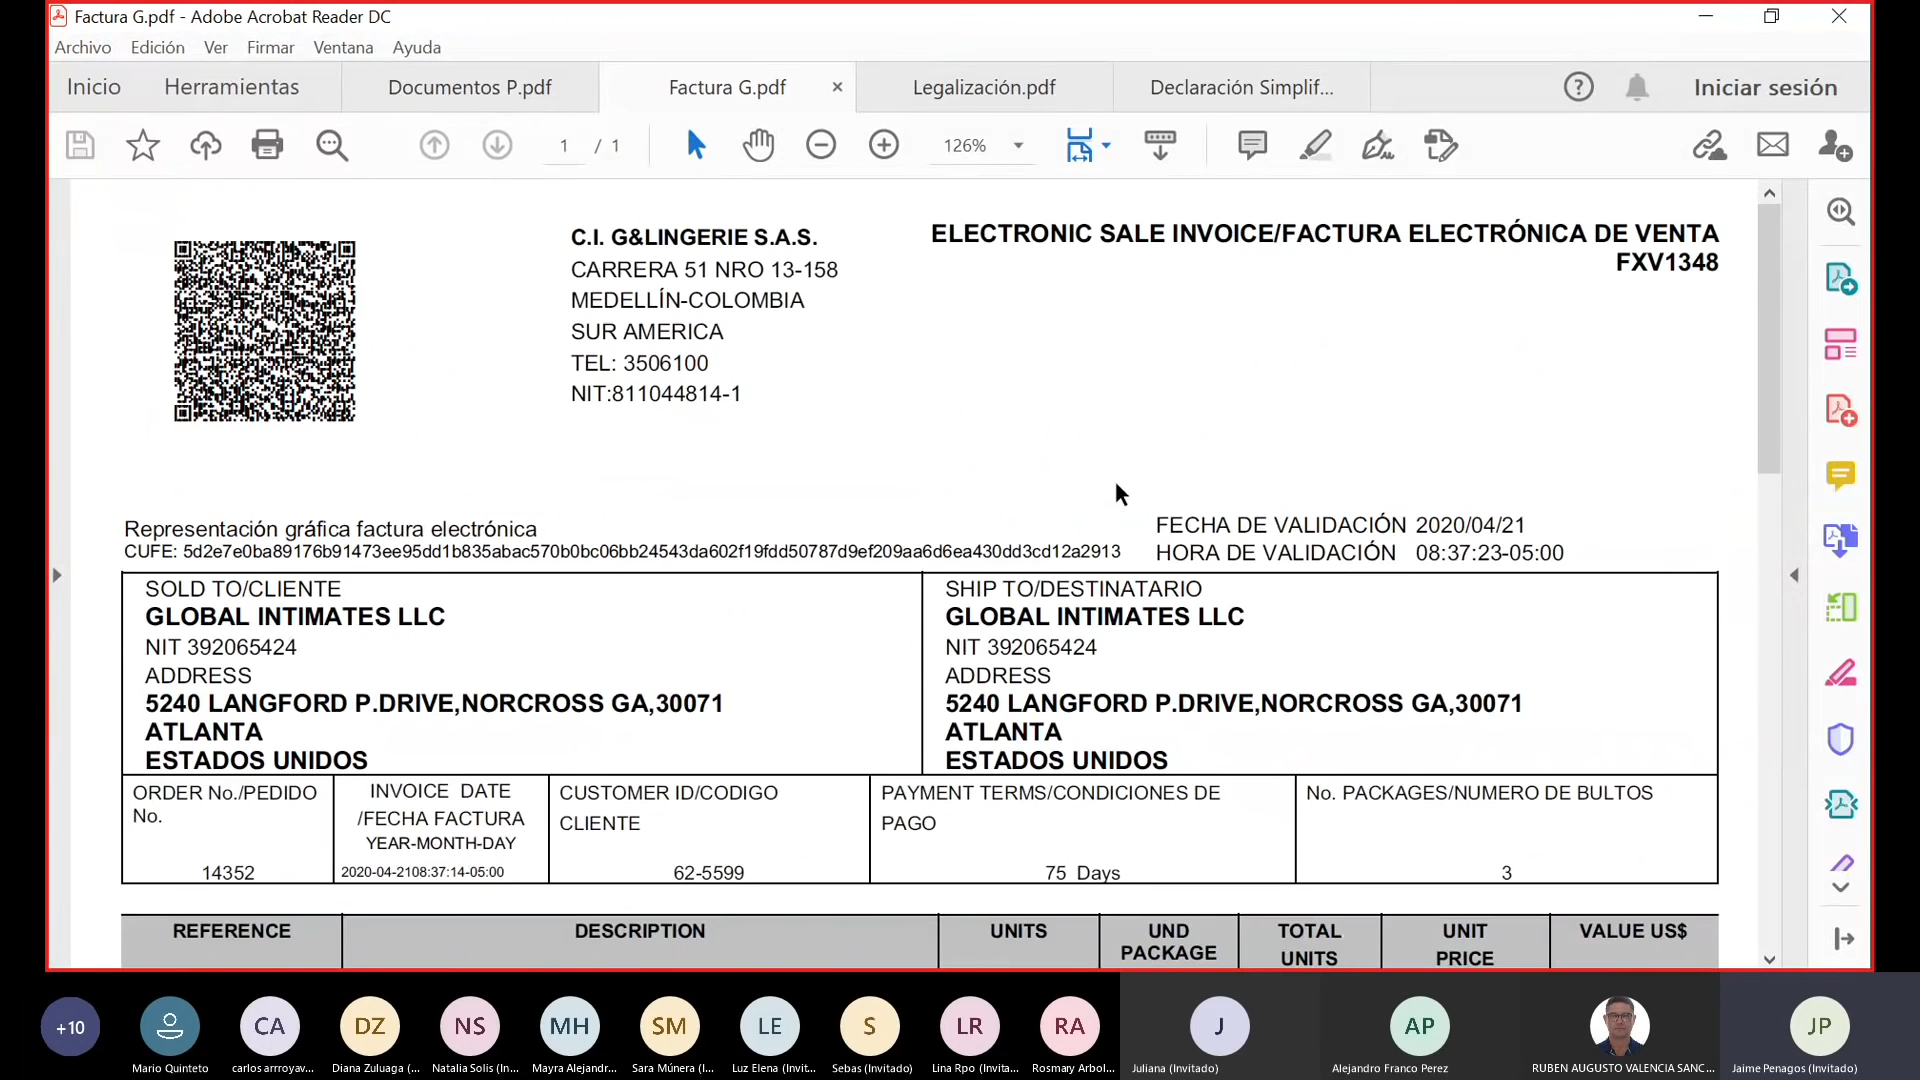 Factura G.pdf - Adobe Acrobat Reader DC
Archivo Edición Ver Firmar Ventana Ayuda
Inicio Herramientas Documentos P.pdf Factura G.pdf Legalización.pdf Declaración Simplif... Iniciar sesión
1 / 1 126%
C.I. G&LINGERIE S.A.S.
CARRERA 51 NRO 13-158
MEDELLÍN-COLOMBIA
SUR AMERICA
TEL: 3506100
NIT:811044814-1
ELECTRONIC SALE INVOICE/FACTURA ELECTRÓNICA DE VENTA
FXV1348
Representación gráfica factura electrónica
CUFE: 5d2e7e0ba89176b91473ee95dd1b835abac570b0bc06bb24543da602f19fdd50787d9ef209aa6d6ea430dd3cd12a2913
FECHA DE VALIDACIÓN 2020/04/21
HORA DE VALIDACIÓN 08:37:23-05:00
SOLD TO/CLIENTE
GLOBAL INTIMATES LLC
NIT 392065424
ADDRESS
5240 LANGFORD P.DRIVE,NORCROSS GA,30071
ATLANTA
ESTADOS UNIDOS
SHIP TO/DESTINATARIO
GLOBAL INTIMATES LLC
NIT 392065424
ADDRESS
5240 LANGFORD P.DRIVE,NORCROSS GA,30071
ATLANTA
ESTADOS UNIDOS
ORDER No./PEDIDO
No.
14352
INVOICE DATE
/FECHA FACTURA
YEAR-MONTH-DAY
2020-04-2108:37:14-05:00
CUSTOMER ID/CODIGO
CLIENTE
62-5599
PAYMENT TERMS/CONDICIONES DE
PAGO
75 Days
No. PACKAGES/NUMERO DE BULTOS
3
REFERENCE
DESCRIPTION
UNITS
UND
PACKAGE
TOTAL
UNITS
UNIT
PRICE
VALUE US$
+10
CA DZ NS MH SM LE S LR RA J AP JP
Mario Quinteto
carlos arrroyav...
Diana Zuluaga (...
Natalia Solis (In...
Mayra Alejandr...
Sara Múnera (I...
Luz Elena (Invit...
Sebas (Invitado)
Lina Rpo (Invita...
Rosmary Arbol...
Juliana (Invitado)
Alejandro Franco Perez
RUBEN AUGUSTO VALENCIA SANC...
Jaime Penagos (Invitado)